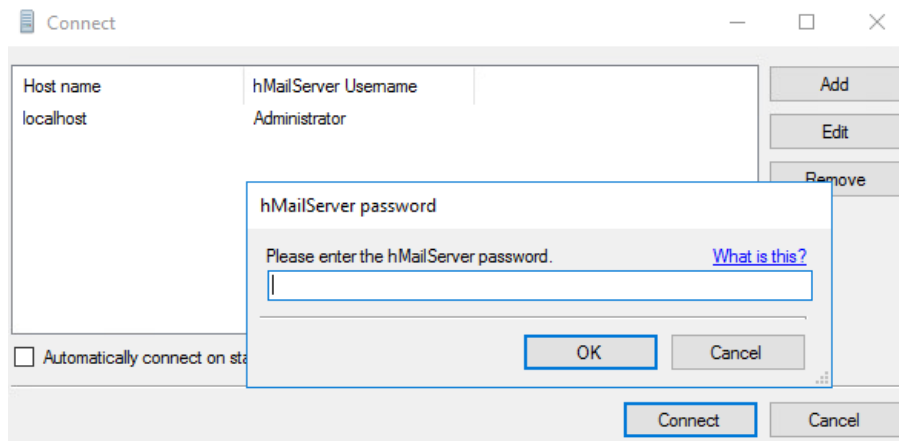 Connect
Host name hMailServer Username Add
localhost Administrator Edit
Remove
hMailServer password
Please enter the hMailServer password. What is this?
OK Cancel
Automatically connect on sta
Connect Cancel